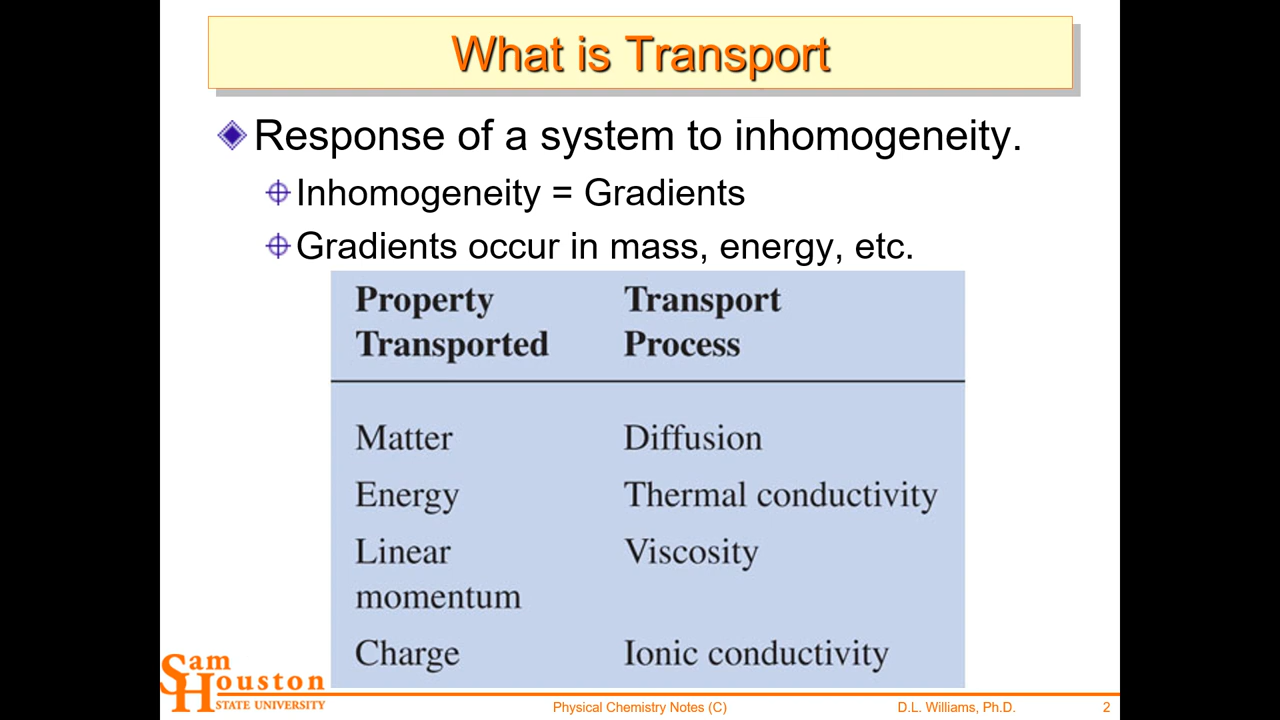 What is Transport
Response of a system to inhomogeneity.
Inhomogeneity = Gradients
Gradients occur in mass, energy, etc.
Property Transported Transport Process
Matter Diffusion
Energy Thermal conductivity
Linear momentum Viscosity
Charge Ionic conductivity
Sam Houston
STATE UNIVERSITY
Physical Chemistry Notes (C) D.L. Williams, Ph.D. 2